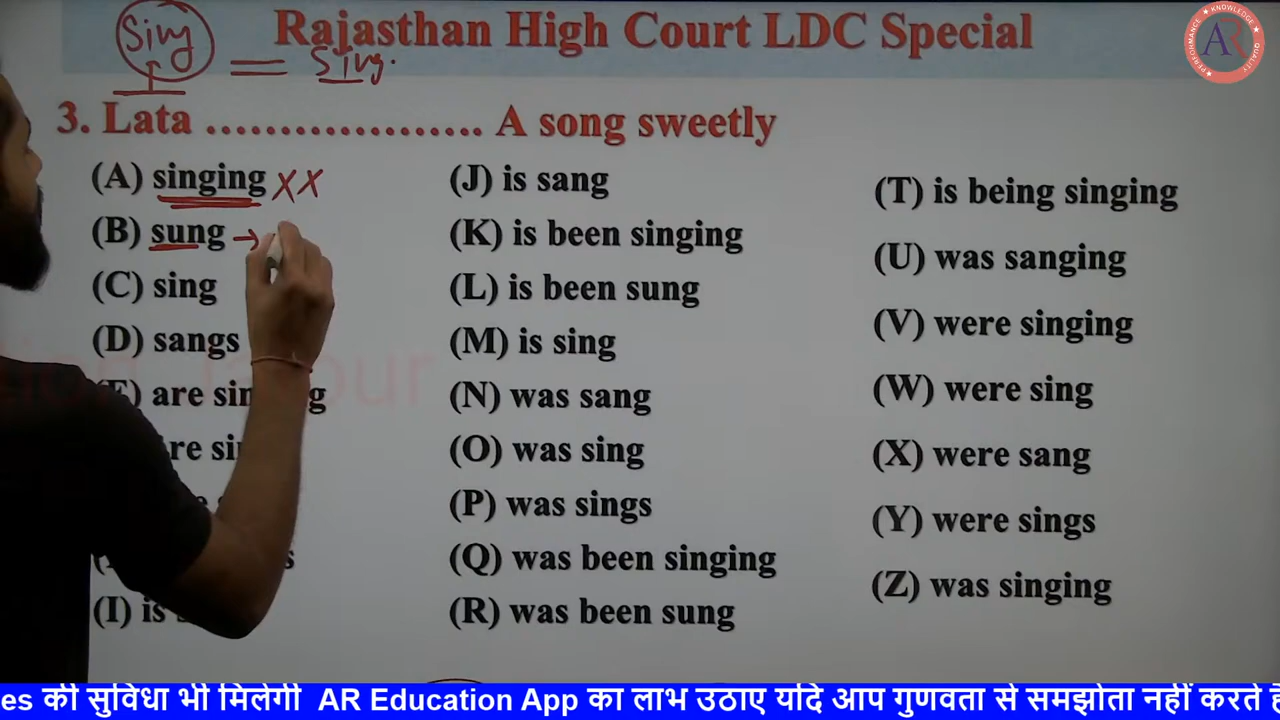 Sing Rajasthan High Court LDC Special
= Sing.
KNOWLEDGE QUALITY PERFORMANCE AR
3. Lata ................... A song sweetly
(A) singing XX
(B) sung →
(C) sing
(D) sangs
are
(I) is
(J) is sang
(K) is been singing
(L) is been sung
(M) is sing
(N) was sang
(O) was sing
(P) was sings
(Q) was been singing
(R) was been sung
(T) is being singing
(U) was sanging
(V) were singing
(W) were sing
(X) were sang
(Y) were sings
(Z) was singing
es की सुविधा भी मिलेगी AR Education App का लाभ उठाए यदि आप गुणवता से समझोता नहीं करते